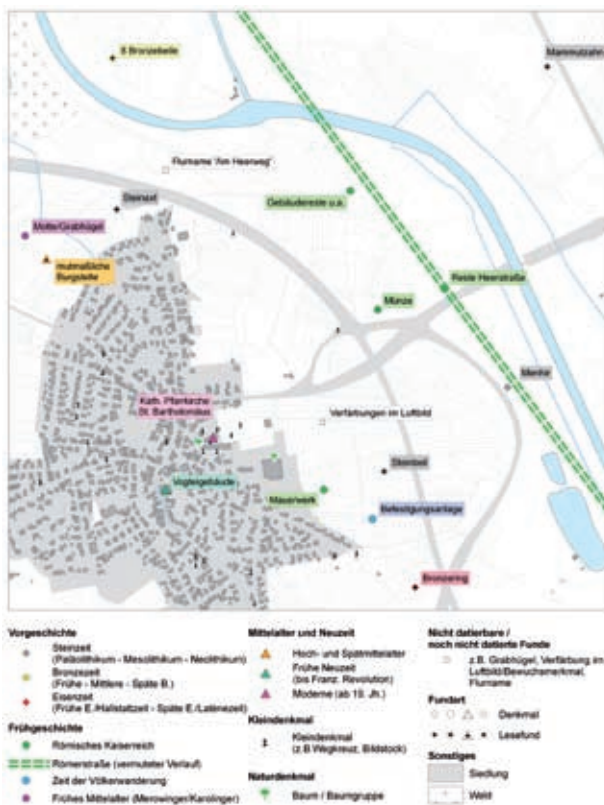 8 Bronzebeile
Mammutzahn
Flurname "Am Heerweg"
Steinbeil
Gebäudereste u.a.
Motte/Grabhügel
mutmaßliche
Burgstelle
Reste Heerstraße
Münze
Menhir
Kath. Pfarrkirche
St. Bartholomäus
Verfärbungen im Luftbild
Steinbeil
Vogteigebäude
Mauerwerk
Befestigungsanlage
Bronzering
Vorgeschichte
Steinzeit
(Paläolithikum - Mesolithikum - Neolithikum)
Bronzezeit
(Frühe - Mittlere - Späte B.)
Eisenzeit
(Frühe E./Hallstattzeit - Späte E./Latènezeit)
Frühgeschichte
Römisches Kaiserreich
Römerstraße (vermuteter Verlauf)
Zeit der Völkerwanderung
Frühes Mittelalter (Merowinger/Karolinger)
Mittelalter und Neuzeit
Hoch- und Spätmittelalter
Frühe Neuzeit
(bis Franz. Revolution)
Moderne (ab 19. Jh.)
Kleindenkmal
Kleindenkmal
(z.B Wegkreuz, Bildstock)
Naturdenkmal
Baum / Baumgruppe
Nicht datierbare /
noch nicht datierte Funde
z.B. Grabhügel, Verfärbung im
Luftbild/Bewuchsmerkmal,
Flurname
Fundart
Denkmal
Lesefund
Sonstiges
Siedlung
Wald